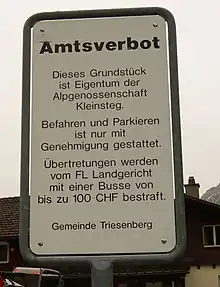 Amtsverbot
Dieses Grundstück
ist Eigentum der
Alpgenossenschaft
Kleinsteg.
Befahren und Parkieren
ist nur mit
Genehmigung gestattet.
Übertretungen werden
vom FL Landgericht
mit einer Busse von
bis zu 100 CHF bestraft.
Gemeinde Triesenberg